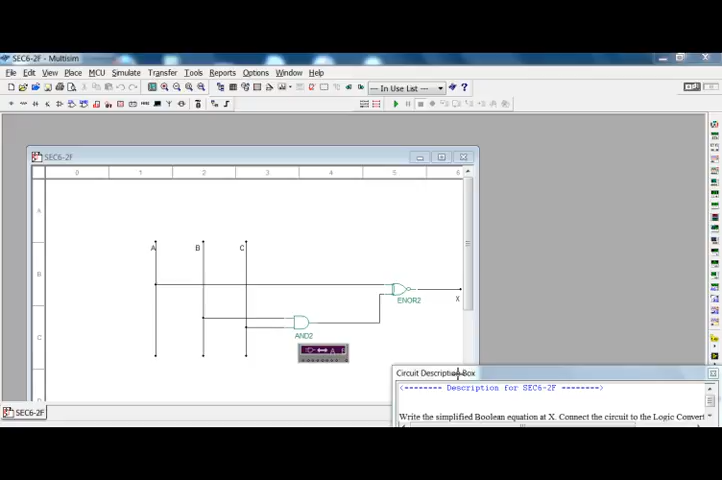 SEC6-2F - Multisim
File Edit View Place MCU Simulate Transfer Tools Reports Options Window Help
--- In Use List ---
SEC6-2F
0 1 2 3 4 5 6
A
A B C
B
ENOR2
X
C
AND2
A B
D
Circuit Description Box
<-------- Description for SEC6-2F -------->
SEC6-2F
Write the simplified Boolean equation at X. Connect the circuit to the Logic Convert